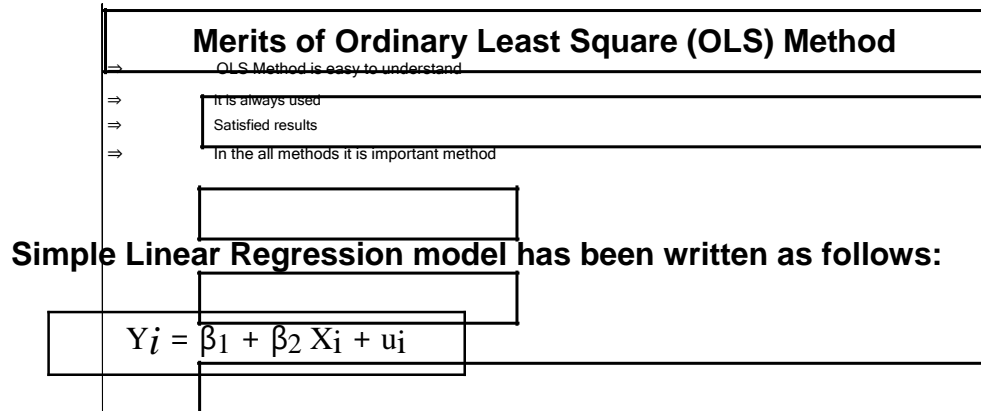 Merits of Ordinary Least Square (OLS) Method
⇒ OLS Method is easy to understand
⇒ It is always used
⇒ Satisfied results
⇒ In the all methods it is important method
Simple Linear Regression model has been written as follows:
Yi = β1 + β2 Xi + ui